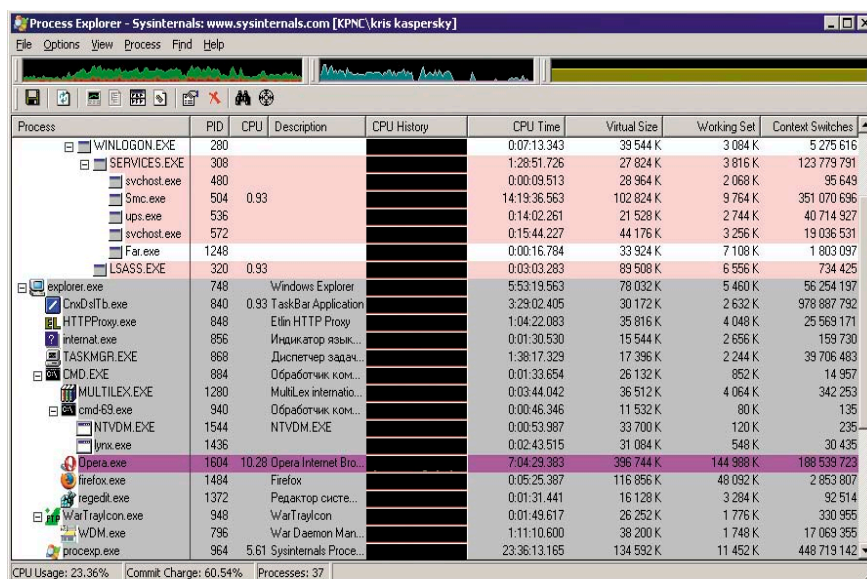 Process Explorer - Sysinternals: www.sysinternals.com [KPNC\kris kaspersky]
File Options View Process Find Help
Process PID CPU Description CPU History CPU Time Virtual Size Working Set Context Switches
WINLOGON.EXE 280 0:07:13.343 39 544 K 3 084 K 5 275 616
SERVICES.EXE 308 1:28:51.726 27 824 K 3 816 K 123 779 791
svchost.exe 480 0:00:09.513 28 964 K 2 068 K 95 649
Smc.exe 504 0.93 14:19:36.563 102 824 K 9 764 K 351 070 696
ups.exe 536 0:14:02.261 21 528 K 2 744 K 40 714 927
svchost.exe 572 0:15:44.227 44 176 K 3 256 K 19 036 531
Far.exe 1248 0:00:16.784 33 924 K 7 108 K 1 803 097
LSASS.EXE 320 0.93 0:03:03.283 89 508 K 6 556 K 734 425
explorer.exe 748 Windows Explorer 5:53:19.563 78 032 K 5 460 K 56 254 197
CnxDslTb.exe 840 0.93 TaskBar Application 3:29:02.405 30 172 K 2 632 K 978 887 792
HTTPProxy.exe 848 Etlin HTTP Proxy 1:04:22.083 35 816 K 4 048 K 25 569 171
internat.exe 856 Индикатор язык... 0:01:30.530 15 544 K 2 656 K 159 730
TASKMGR.EXE 868 Диспетчер задач... 1:38:17.329 17 396 K 2 244 K 39 706 483
CMD.EXE 884 Обработчик ком... 0:01:33.654 26 132 K 852 K 14 957
MULTILEX.EXE 1280 MultiLex internatio... 0:03:44.042 36 512 K 4 064 K 342 253
cmd-69.exe 940 Обработчик ком... 0:00:46.346 11 532 K 80 K 135
NTVDM.EXE 1544 NTVDM.EXE 0:00:53.987 33 700 K 120 K 235
lynx.exe 1436 0:02:43.515 31 084 K 548 K 30 435
Opera.exe 1604 10.28 Opera Internet Bro... 7:04:29.383 396 744 K 144 988 K 188 539 723
firefox.exe 1484 Firefox 0:05:25.387 116 856 K 48 092 K 2 853 807
regedit.exe 1372 Редактор систе... 0:01:31.441 16 128 K 3 284 K 92 514
WarTrayIcon.exe 948 WarTrayIcon 0:01:49.617 26 252 K 1 776 K 330 955
WDM.exe 796 War Daemon Man... 1:11:10.600 38 200 K 1 748 K 17 069 355
procexp.exe 964 5.61 Sysinternals Proce... 23:36:13.165 134 592 K 11 452 K 448 719 142
CPU Usage: 23.36% Commit Charge: 60.54% Processes: 37